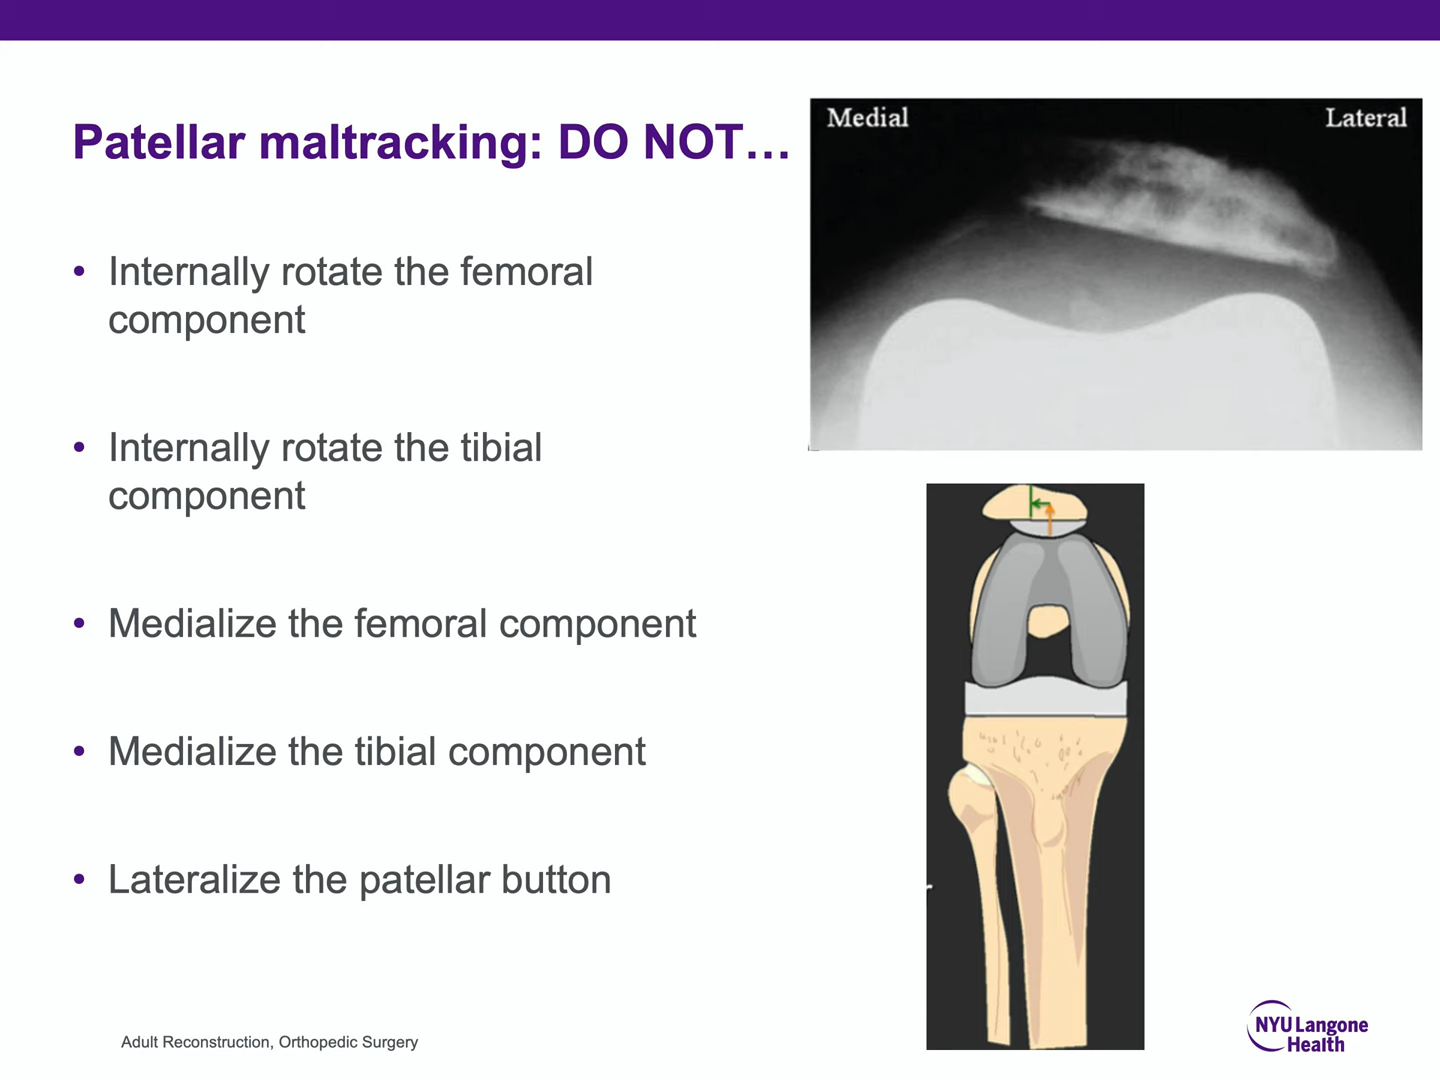 Patellar maltracking: DO NOT…
• Internally rotate the femoral
component
• Internally rotate the tibial
component
• Medialize the femoral component
• Medialize the tibial component
• Lateralize the patellar button
Medial
Lateral
Adult Reconstruction, Orthopedic Surgery
NYU Langone
Health